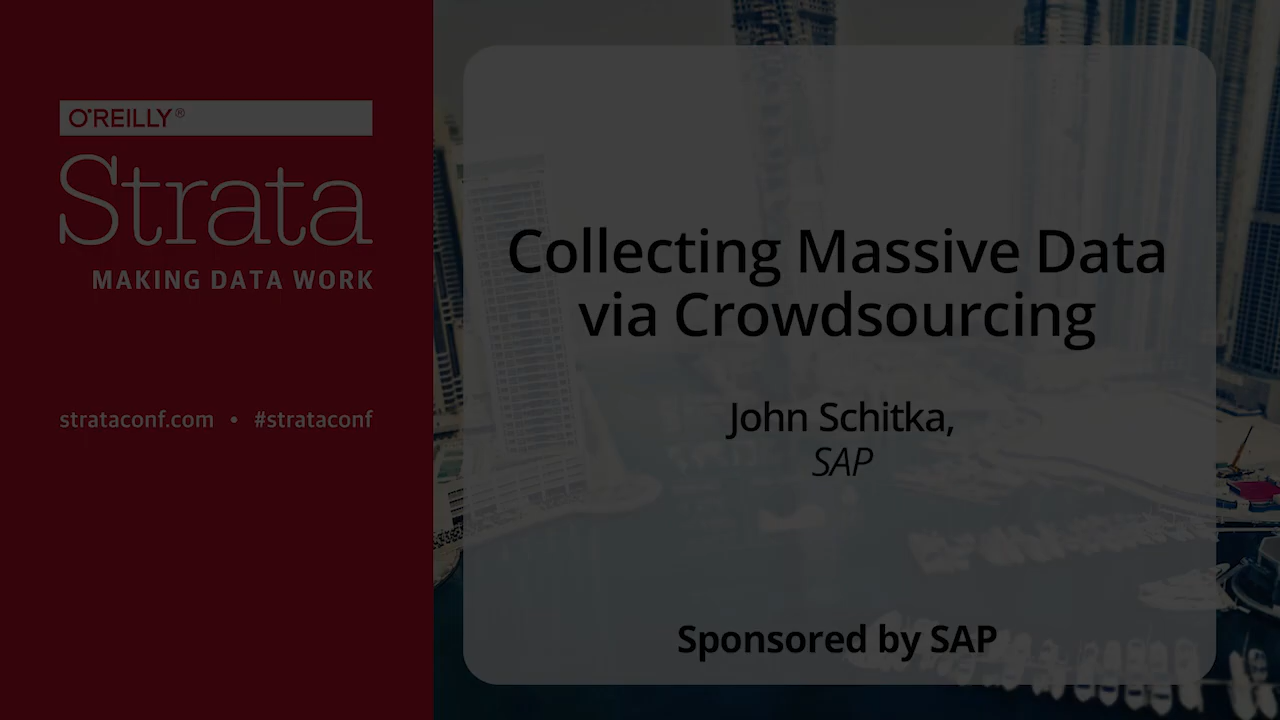 O'REILLY®
Strata
MAKING DATA WORK
strataconf.com • #strataconf
Collecting Massive Data
via Crowdsourcing
John Schitka,
SAP
Sponsored by SAP